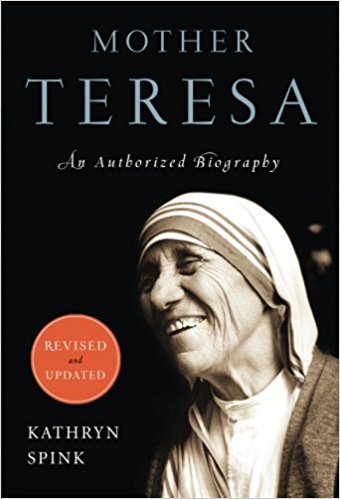 MOTHER
TERESA
An Authorized Biography
REVISED
and
UPDATED
KATHRYN
SPINK